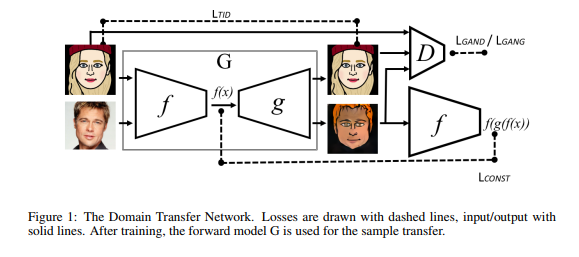 LTID
G
D
LGAND / LGANG
f
f(x)
g
f
f(g(f(x))
LCONST
Figure 1: The Domain Transfer Network. Losses are drawn with dashed lines, input/output with
solid lines. After training, the forward model G is used for the sample transfer.